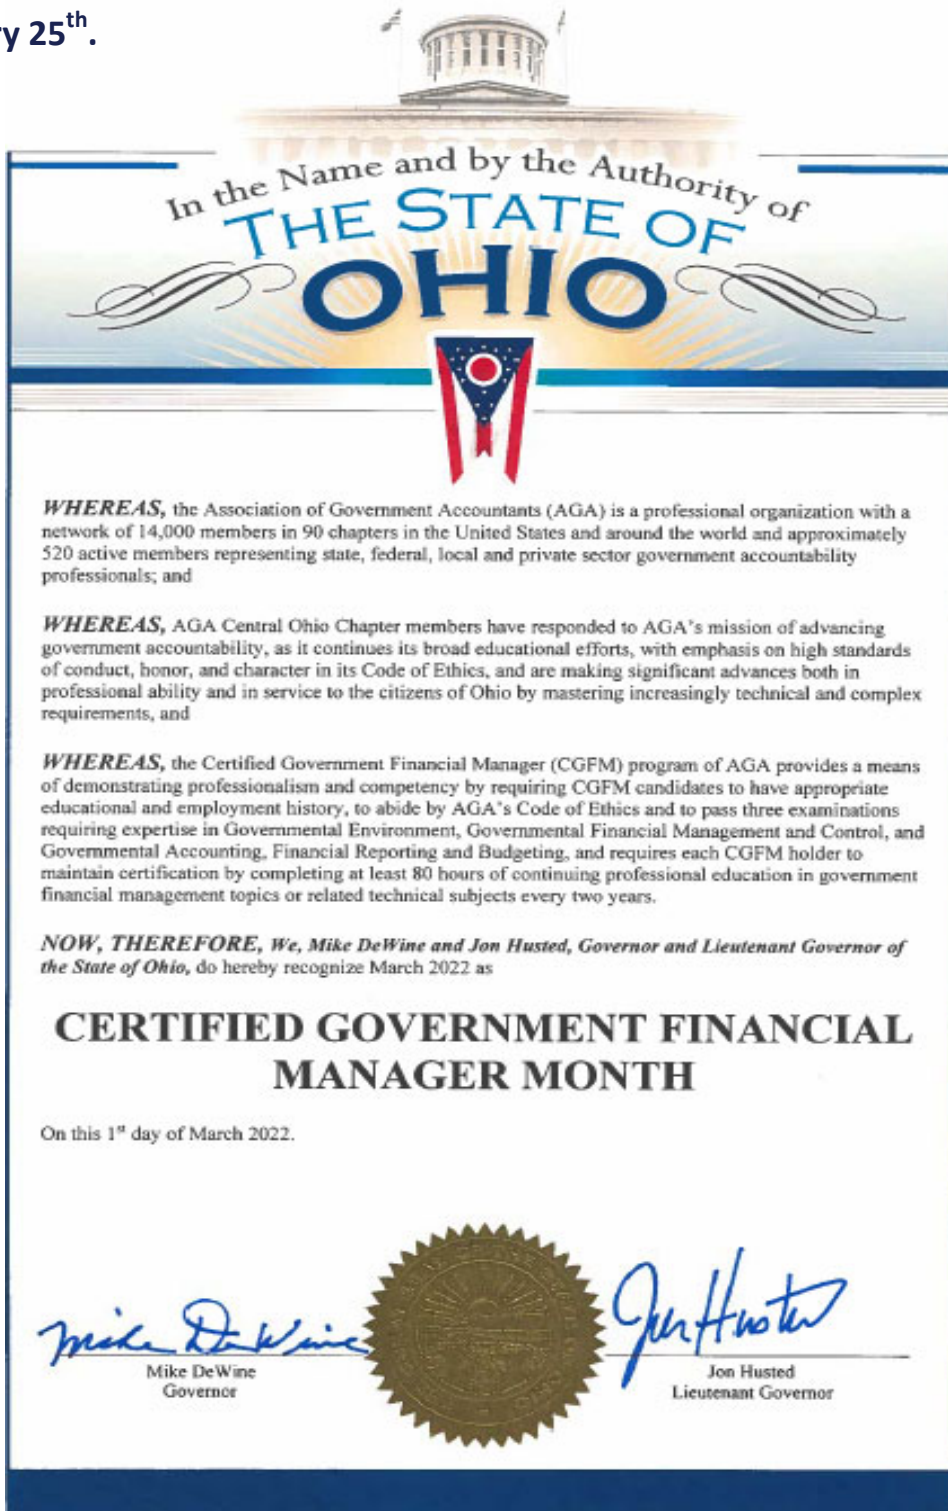 y 25th.
In the Name and by the Authority of
THE STATE OF
OHIO
WHEREAS, the Association of Government Accountants (AGA) is a professional organization with a
network of 14,000 members in 90 chapters in the United States and around the world and approximately
520 active members representing state, federal, local and private sector government accountability
professionals; and
WHEREAS, AGA Central Ohio Chapter members have responded to AGA's mission of advancing
government accountability, as it continues its broad educational efforts, with emphasis on high standards
of conduct, honor, and character in its Code of Ethics, and are making significant advances both in
professional ability and in service to the citizens of Ohio by mastering increasingly technical and complex
requirements, and
WHEREAS, the Certified Government Financial Manager (CGFM) program of AGA provides a means
of demonstrating professionalism and competency by requiring CGFM candidates to have appropriate
educational and employment history, to abide by AGA's Code of Ethics and to pass three examinations
requiring expertise in Governmental Environment, Governmental Financial Management and Control, and
Governmental Accounting, Financial Reporting and Budgeting, and requires each CGFM holder to
maintain certification by completing at least 80 hours of continuing professional education in government
financial management topics or related technical subjects every two years.
NOW, THEREFORE, We, Mike DeWine and Jon Husted, Governor and Lieutenant Governor of
the State of Ohio, do hereby recognize March 2022 as
CERTIFIED GOVERNMENT FINANCIAL
MANAGER MONTH
On this 1st day of March 2022.
Mike DeWine
Jon Husted
Mike DeWine
Governor
Jon Husted
Lieutenant Governor